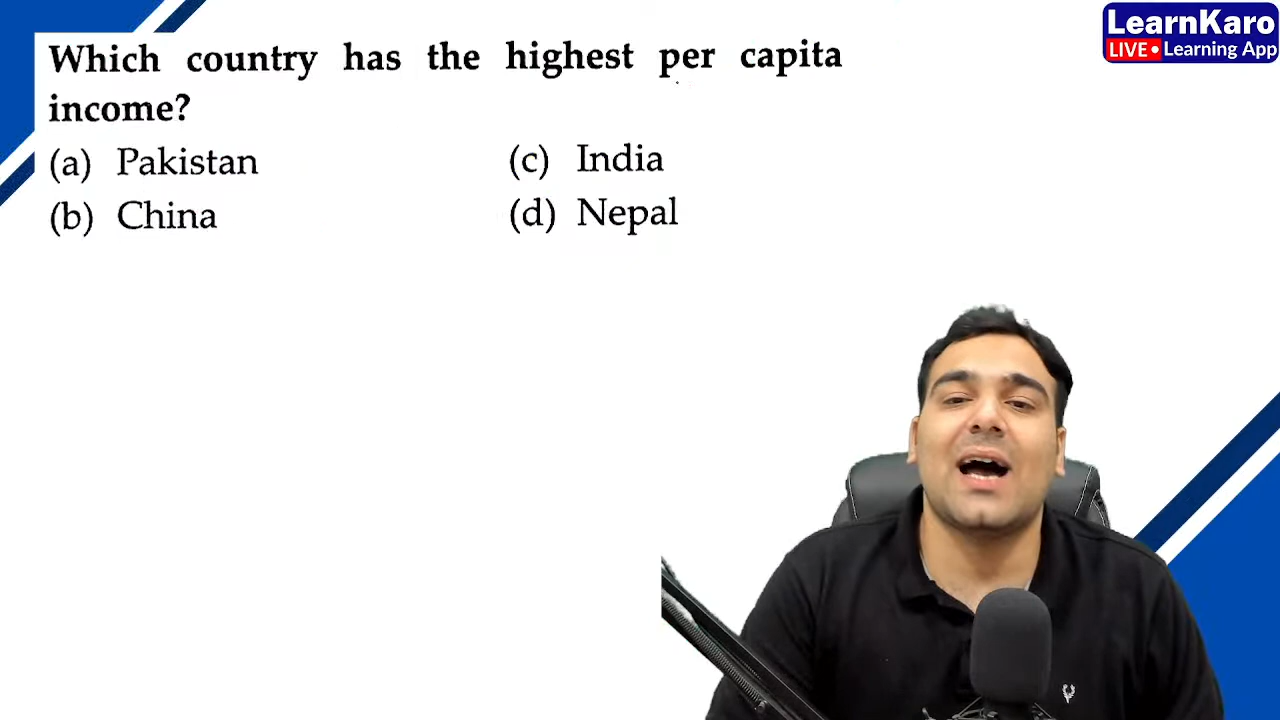 Which country has the highest per capita
income?
(a) Pakistan
(c) India
(b) China
(d) Nepal
LearnKaro
LIVE • Learning App